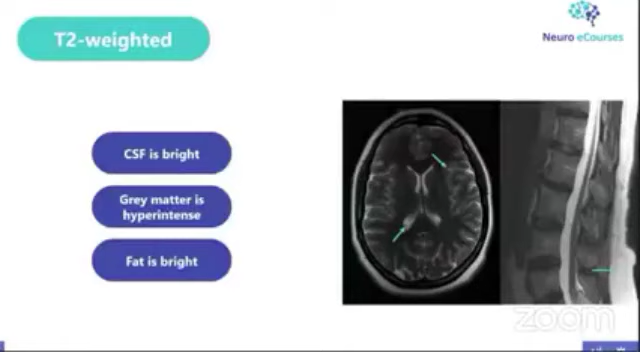 T2-weighted
Neuro eCourses
CSF is bright
Grey matter is
hyperintense
Fat is bright
zoom